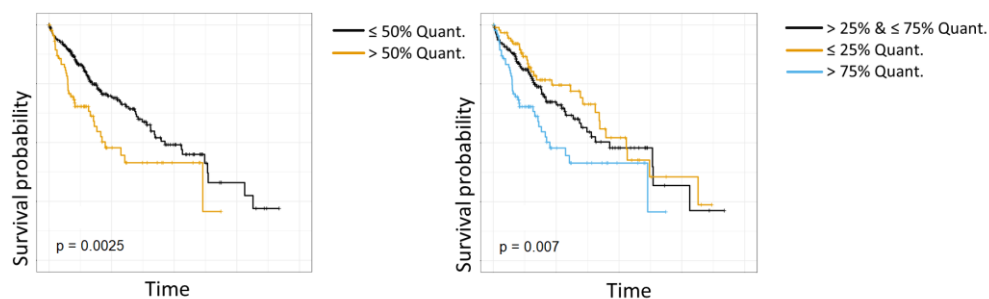 ≤ 50% Quant.
> 50% Quant.
Survival probability
p = 0.0025
Time
> 25% & ≤ 75% Quant.
≤ 25% Quant.
> 75% Quant.
Survival probability
p = 0.007
Time